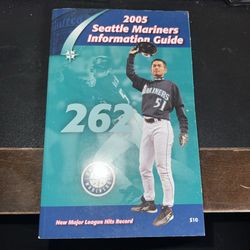 2005
Seattle Mariners
Information Guide
MARINERS
51
262
New Major League Hits Record
$10